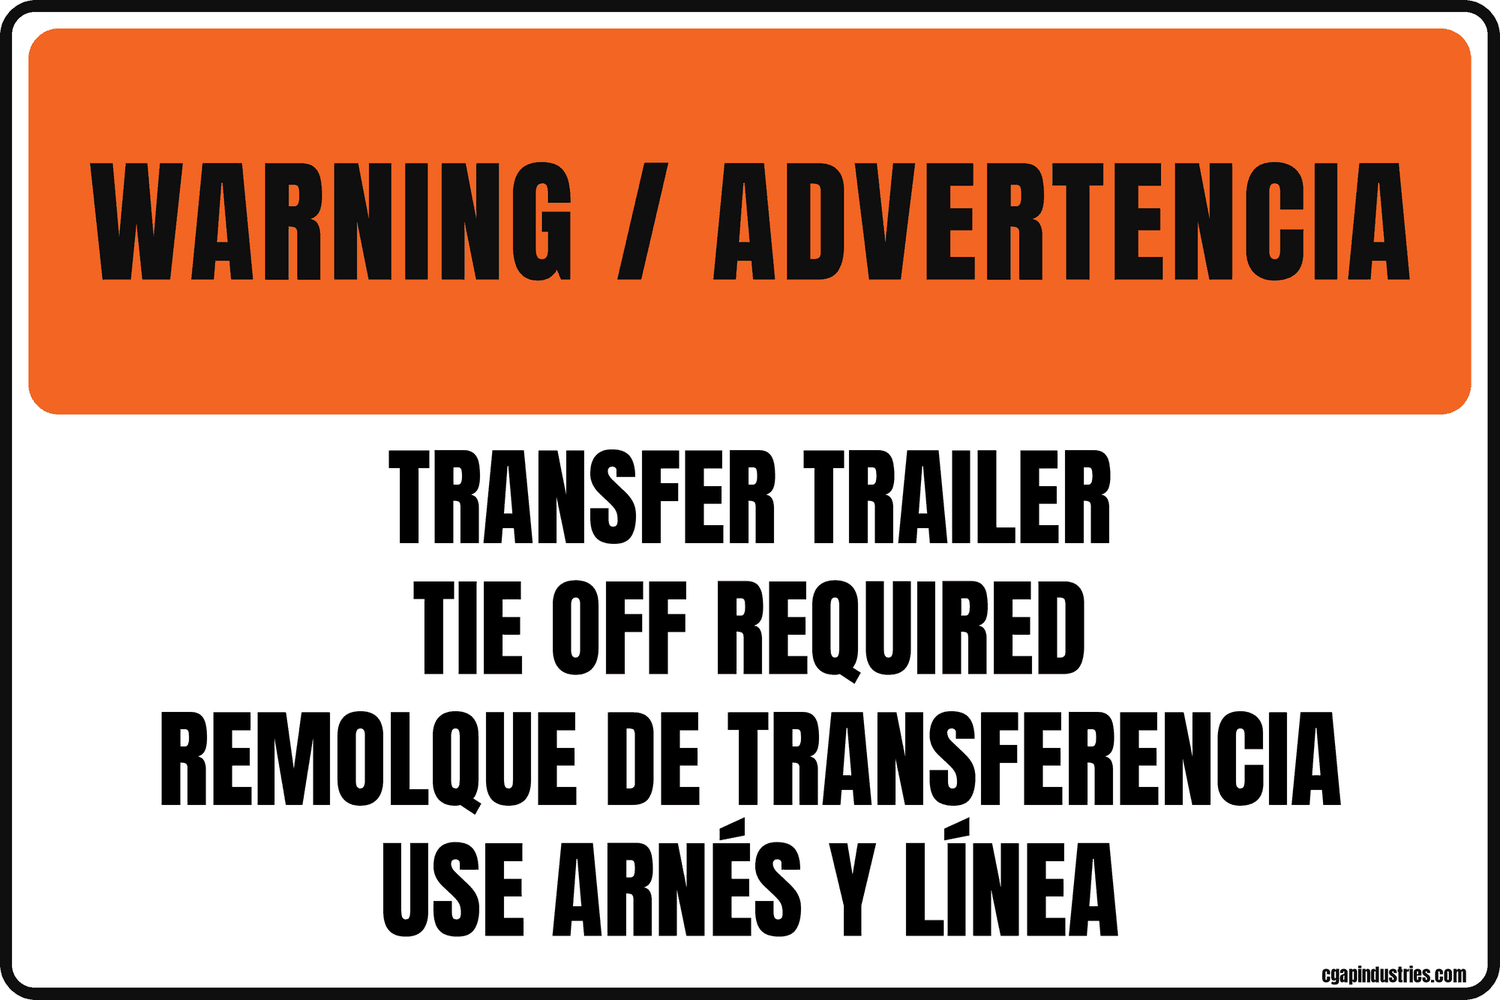 WARNING / ADVERTENCIA
TRANSFER TRAILER
TIE OFF REQUIRED
REMOLQUE DE TRANSFERENCIA
USE ARNÉS Y LÍNEA
cgapindustries.com